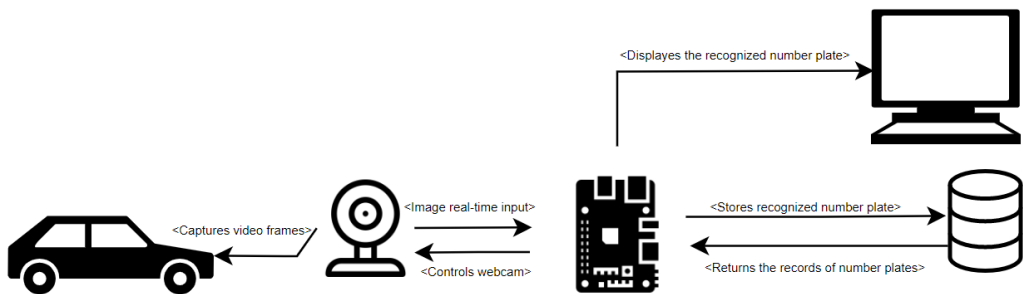 <Displayes the recognized number plate>
<Image real-time input>
<Stores recognized number plate>
<Captures video frames>
<Controls webcam>
<Returns the records of number plates>